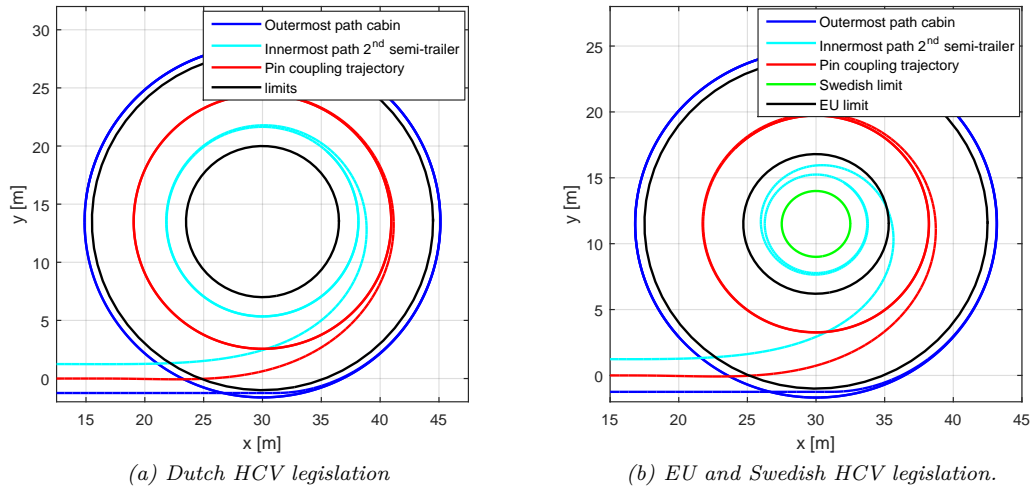 Outermost path cabin
Innermost path 2nd semi-trailer
Pin coupling trajectory
limits
30
25
20
15
10
5
0
y [m]
15 20 25 30 35 40 45
x [m]
(a) Dutch HCV legislation
Outermost path cabin
Innermost path 2nd semi-trailer
Pin coupling trajectory
Swedish limit
EU limit
25
20
15
10
5
0
y [m]
15 20 25 30 35 40 45
x [m]
(b) EU and Swedish HCV legislation.